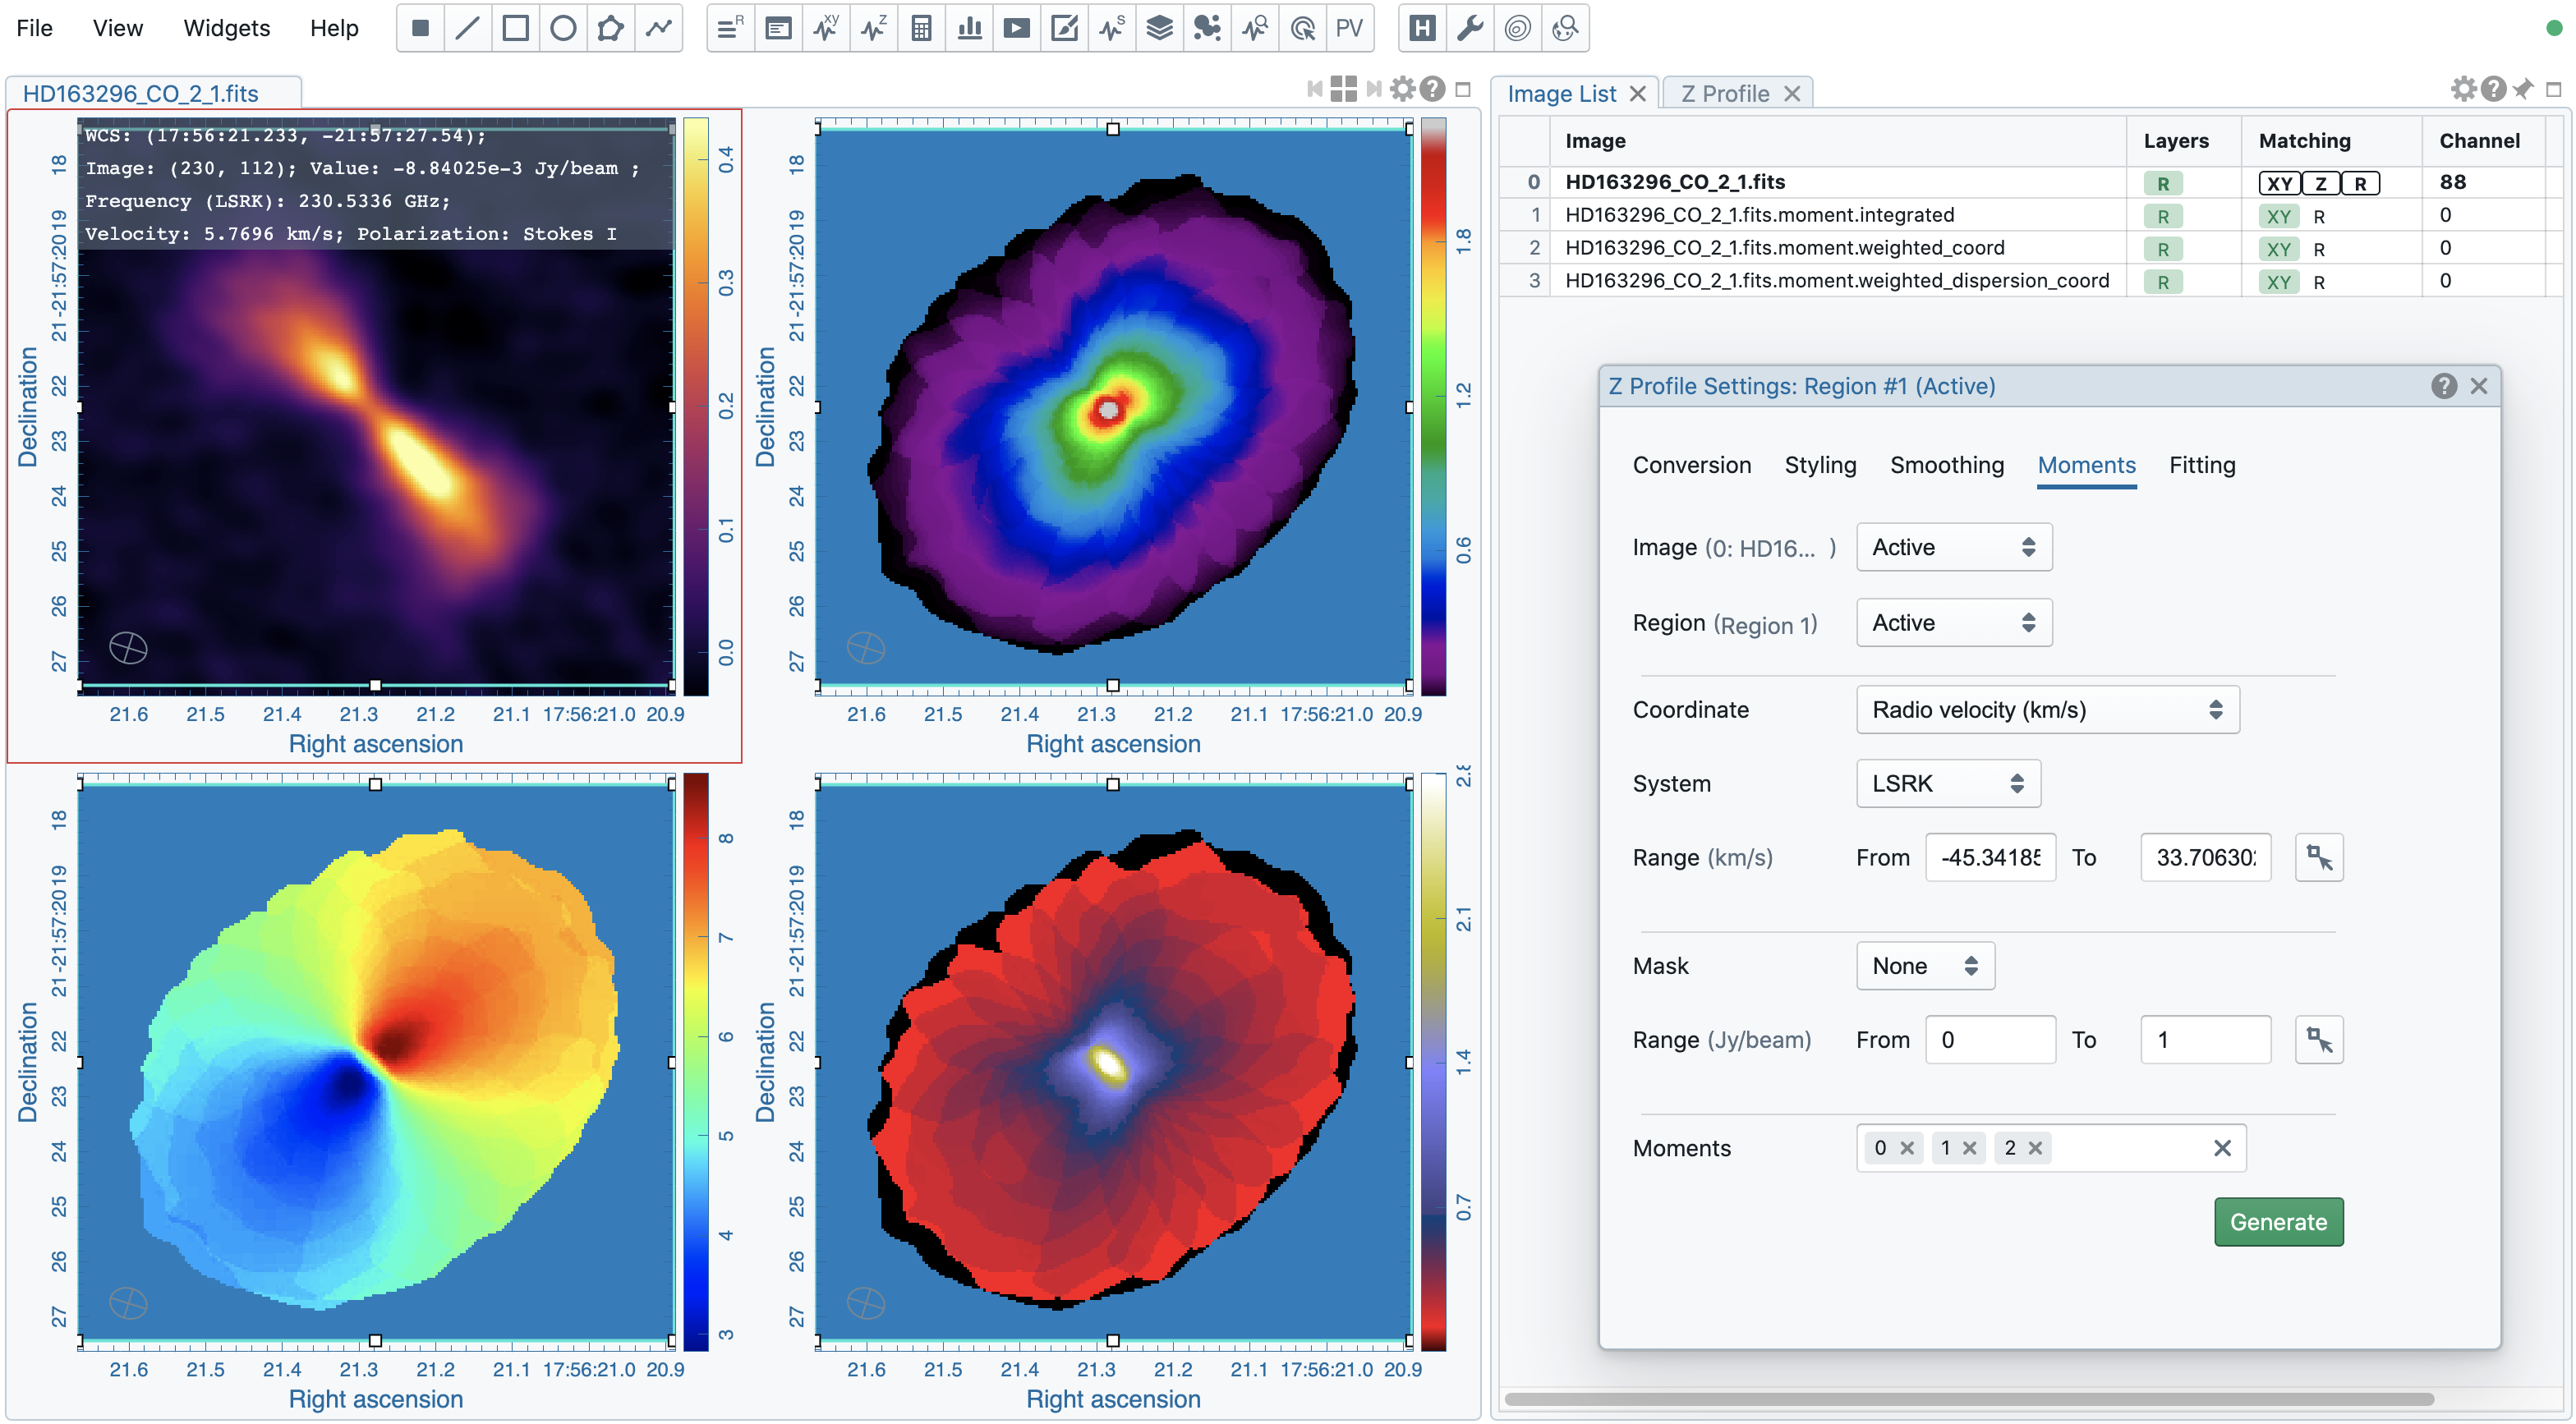 File View Widgets Help
R xy z S PV H
HD163296_CO_2_1.fits
WCS: (17:56:21.233, -21:57:27.54);
Image: (230, 112); Value: -8.84025e-3 Jy/beam ;
Frequency (LSRK): 230.5336 GHz;
Velocity: 5.7696 km/s; Polarization: Stokes I
Declination
18
19
21 -21:57:20
22
23
24
25
26
27
0.4
0.3
0.2
0.1
0.0
21.6 21.5 21.4 21.3 21.2 21.1 17:56:21.0 20.9
Right ascension
Declination
18
19
21 -21:57:20
22
23
24
25
26
27
1.8
1.2
0.6
21.6 21.5 21.4 21.3 21.2 21.1 17:56:21.0 20.9
Right ascension
Declination
18
19
21 -21:57:20
22
23
24
25
26
27
8
7
6
5
4
3
21.6 21.5 21.4 21.3 21.2 21.1 17:56:21.0 20.9
Right ascension
Declination
18
19
21 -21:57:20
22
23
24
25
26
27
2.8
2.1
1.4
0.7
21.6 21.5 21.4 21.3 21.2 21.1 17:56:21.0 20.9
Right ascension
Image List Z Profile
Image Layers Matching Channel
0 HD163296_CO_2_1.fits R XY Z R 88
1 HD163296_CO_2_1.fits.moment.integrated R XY R 0
2 HD163296_CO_2_1.fits.moment.weighted_coord R XY R 0
3 HD163296_CO_2_1.fits.moment.weighted_dispersion_coord R XY R 0
Z Profile Settings: Region #1 (Active)
Conversion Styling Smoothing Moments Fitting
Image (0: HD16... ) Active
Region (Region 1) Active
Coordinate Radio velocity (km/s)
System LSRK
Range (km/s) From -45.34185 To 33.70630
Mask None
Range (Jy/beam) From 0 To 1
Moments 0 1 2
Generate